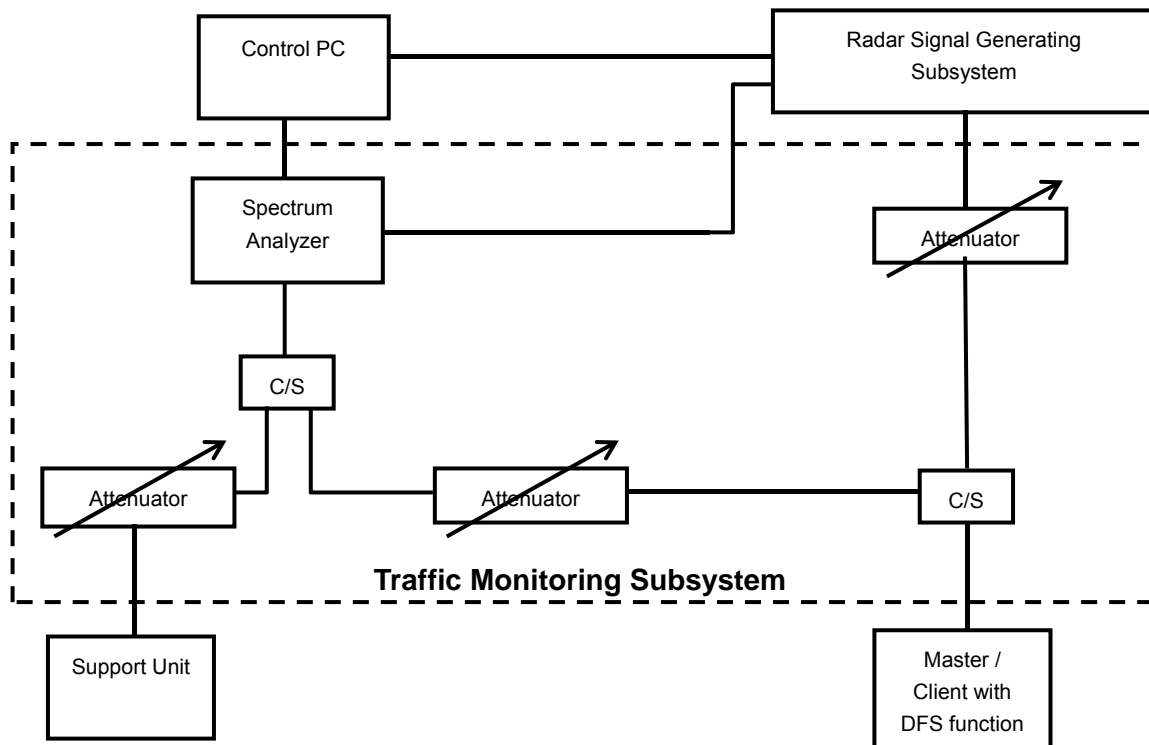 Control PC
Radar Signal Generating
Subsystem
Spectrum
Analyzer
Attenuator
C/S
Attenuator
Attenuator
C/S
Traffic Monitoring Subsystem
Support Unit
Master /
Client with
DFS function